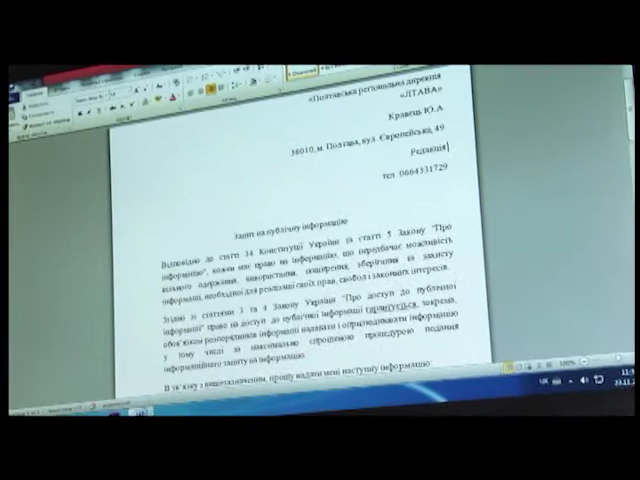 «Полтавська регіональна дирекція
«ЛТАВА»
Кравець Ю.А
36010, м. Полтава, вул. Європейська, 49
Редакція
тел. 0664331729
Запит на публічну інформацію
Відповідно до статті 34 Конституції України та статті 5 Закону "Про
інформацію", кожен має право на інформацію, що передбачає можливість
вільного одержання, використання, поширення, зберігання та захисту
інформації, необхідної для реалізації своїх прав, свобод і законних інтересів.
Згідно зі статтями 3 та 4 Закону України "Про доступ до публічної
інформації" право на доступ до публічної інформації гарантується, зокрема,
обов'язком розпорядників інформації надавати і оприлюднювати інформацію
у тому числі за максимально спрощеною процедурою подання
інформаційного запиту на інформацію.
В зв'язку з вищезазначеним, прошу надати мені наступну інформацію:
100%
UK